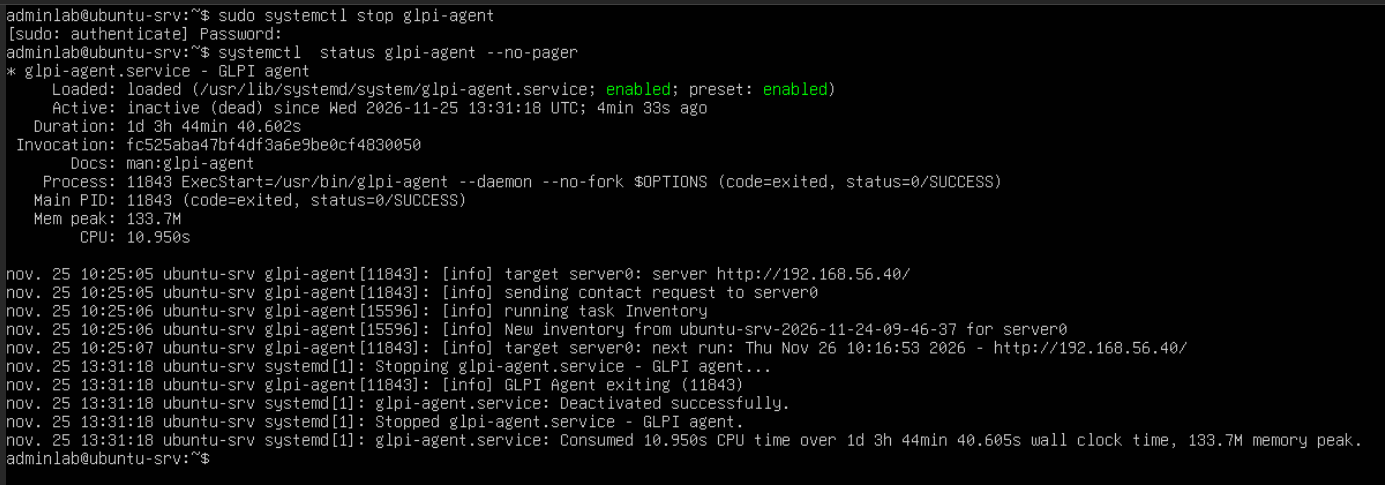 adminlab@ubuntu-srv:~$ sudo systemctl stop glpi-agent
[sudo: authenticate] Password:
adminlab@ubuntu-srv:~$ systemctl  status glpi-agent --no-pager
* glpi-agent.service - GLPI agent
     Loaded: loaded (/usr/lib/systemd/system/glpi-agent.service; enabled; preset: enabled)
     Active: inactive (dead) since Wed 2026-11-25 13:31:18 UTC; 4min 33s ago
   Duration: 1d 3h 44min 40.602s
 Invocation: fc525aba47bf4df3a6e9be0cf4830050
       Docs: man:glpi-agent
    Process: 11843 ExecStart=/usr/bin/glpi-agent --daemon --no-fork $OPTIONS (code=exited, status=0/SUCCESS)
   Main PID: 11843 (code=exited, status=0/SUCCESS)
   Mem peak: 133.7M
        CPU: 10.950s

nov. 25 10:25:05 ubuntu-srv glpi-agent[11843]: [info] target server0: server http://192.168.56.40/
nov. 25 10:25:05 ubuntu-srv glpi-agent[11843]: [info] sending contact request to server0
nov. 25 10:25:06 ubuntu-srv glpi-agent[15596]: [info] running task Inventory
nov. 25 10:25:06 ubuntu-srv glpi-agent[15596]: [info] New inventory from ubuntu-srv-2026-11-24-09-46-37 for server0
nov. 25 10:25:07 ubuntu-srv glpi-agent[11843]: [info] target server0: next run: Thu Nov 26 10:16:53 2026 - http://192.168.56.40/
nov. 25 13:31:18 ubuntu-srv systemd[1]: Stopping glpi-agent.service - GLPI agent...
nov. 25 13:31:18 ubuntu-srv glpi-agent[11843]: [info] GLPI Agent exiting (11843)
nov. 25 13:31:18 ubuntu-srv systemd[1]: glpi-agent.service: Deactivated successfully.
nov. 25 13:31:18 ubuntu-srv systemd[1]: Stopped glpi-agent.service - GLPI agent.
nov. 25 13:31:18 ubuntu-srv systemd[1]: glpi-agent.service: Consumed 10.950s CPU time over 1d 3h 44min 40.605s wall clock time, 133.7M memory peak.
adminlab@ubuntu-srv:~$